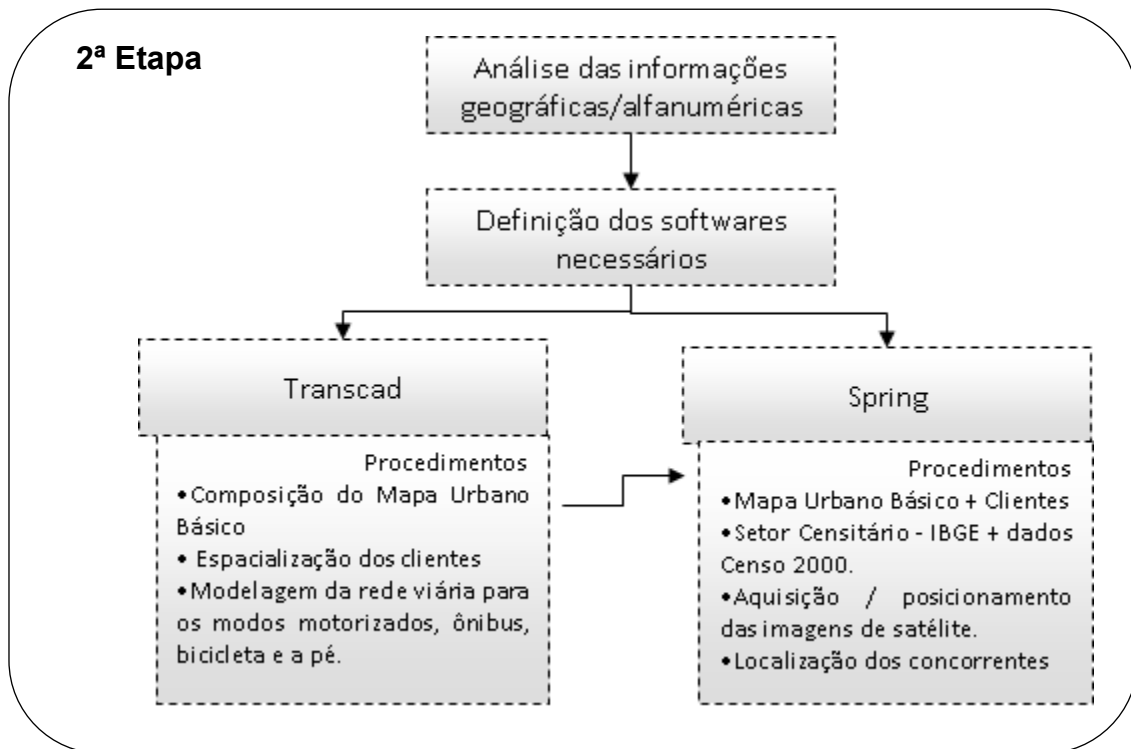 2ª Etapa
Análise das informações
geográficas/alfanuméricas
Definição dos softwares
necessários
Transcad
Procedimentos
•Composição do Mapa Urbano
Básico
• Espacialização dos clientes
•Modelagem da rede viária para
os modos motorizados, ônibus,
bicicleta e a pé.
Spring
Procedimentos
•Mapa Urbano Básico + Clientes
•Setor Censitário - IBGE + dados
Censo 2000.
•Aquisição / posicionamento
das imagens de satélite.
•Localização dos concorrentes